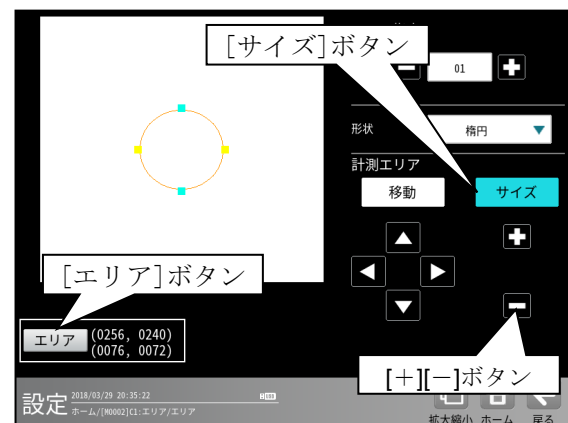 [サイズ]ボタン
01
形状
楕円
計測エリア
移動
サイズ
[エリア]ボタン
エリア
(0256, 0240)
(0076, 0072)
[+][−]ボタン
設定
2018/03/29 20:35:22
ホーム/[M0002]C1:エリア/エリア
拡大縮小
ホーム
戻る